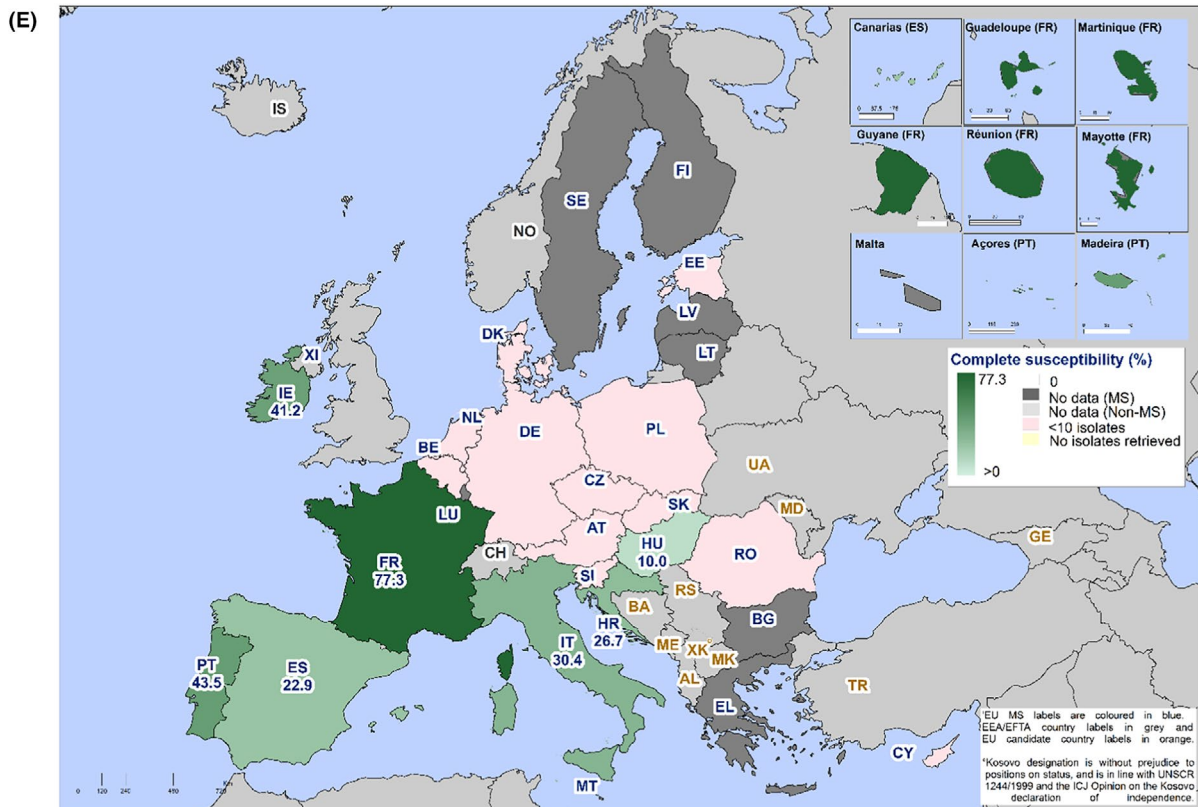 (E)
Canarias (ES)
Guadeloupe (FR)
Martinique (FR)
Guyane (FR)
Réunion (FR)
Mayotte (FR)
Malta
Açores (PT)
Madeira (PT)
IS
FI
SE
NO
EE
LV
DK
LT
XI
IE
41.2
NL
DE
PL
BE
CZ
UA
LU
SK
MD
AT
CH
HU
10.0
RO
GE
FR
77.3
SI
RS
BA
BG
HR
26.7
IT
30.4
ME
XK
MK
PT
43.5
ES
22.9
AL
TR
EL
CY
MT
Complete susceptibility (%)
77.3
>0
0
No data (MS)
No data (Non-MS)
<10 isolates
No isolates retrieved
EU MS labels are coloured in blue.
EEA/EFTA country labels in grey and
EU candidate country labels in orange.
Kosovo designation is without prejudice to
positions on status, and is in line with UNSCR
1244/1999 and the ICJ Opinion on the Kosovo
declaration of independence.